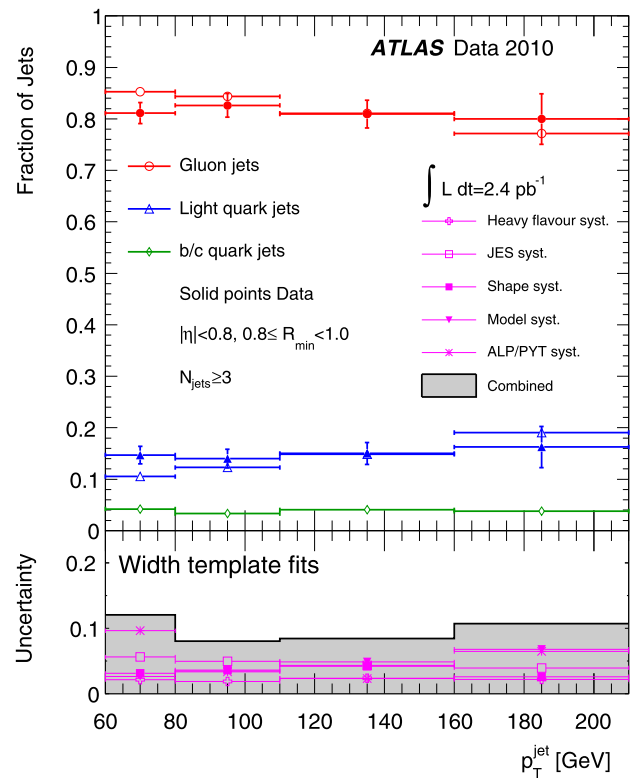 ATLAS Data 2010
Fraction of Jets
1
0.9
0.8
0.7
0.6
0.5
0.4
0.3
0.2
0.1
0
Gluon jets
Light quark jets
b/c quark jets
Solid points Data
|η|<0.8, 0.8≤ R_min<1.0
N_jets≥3
∫ L dt=2.4 pb⁻¹
Heavy flavour syst.
JES syst.
Shape syst.
Model syst.
ALP/PYT syst.
Combined
Width template fits
Uncertainty
0.2
0.1
0
60 80 100 120 140 160 180 200
p_T^jet [GeV]